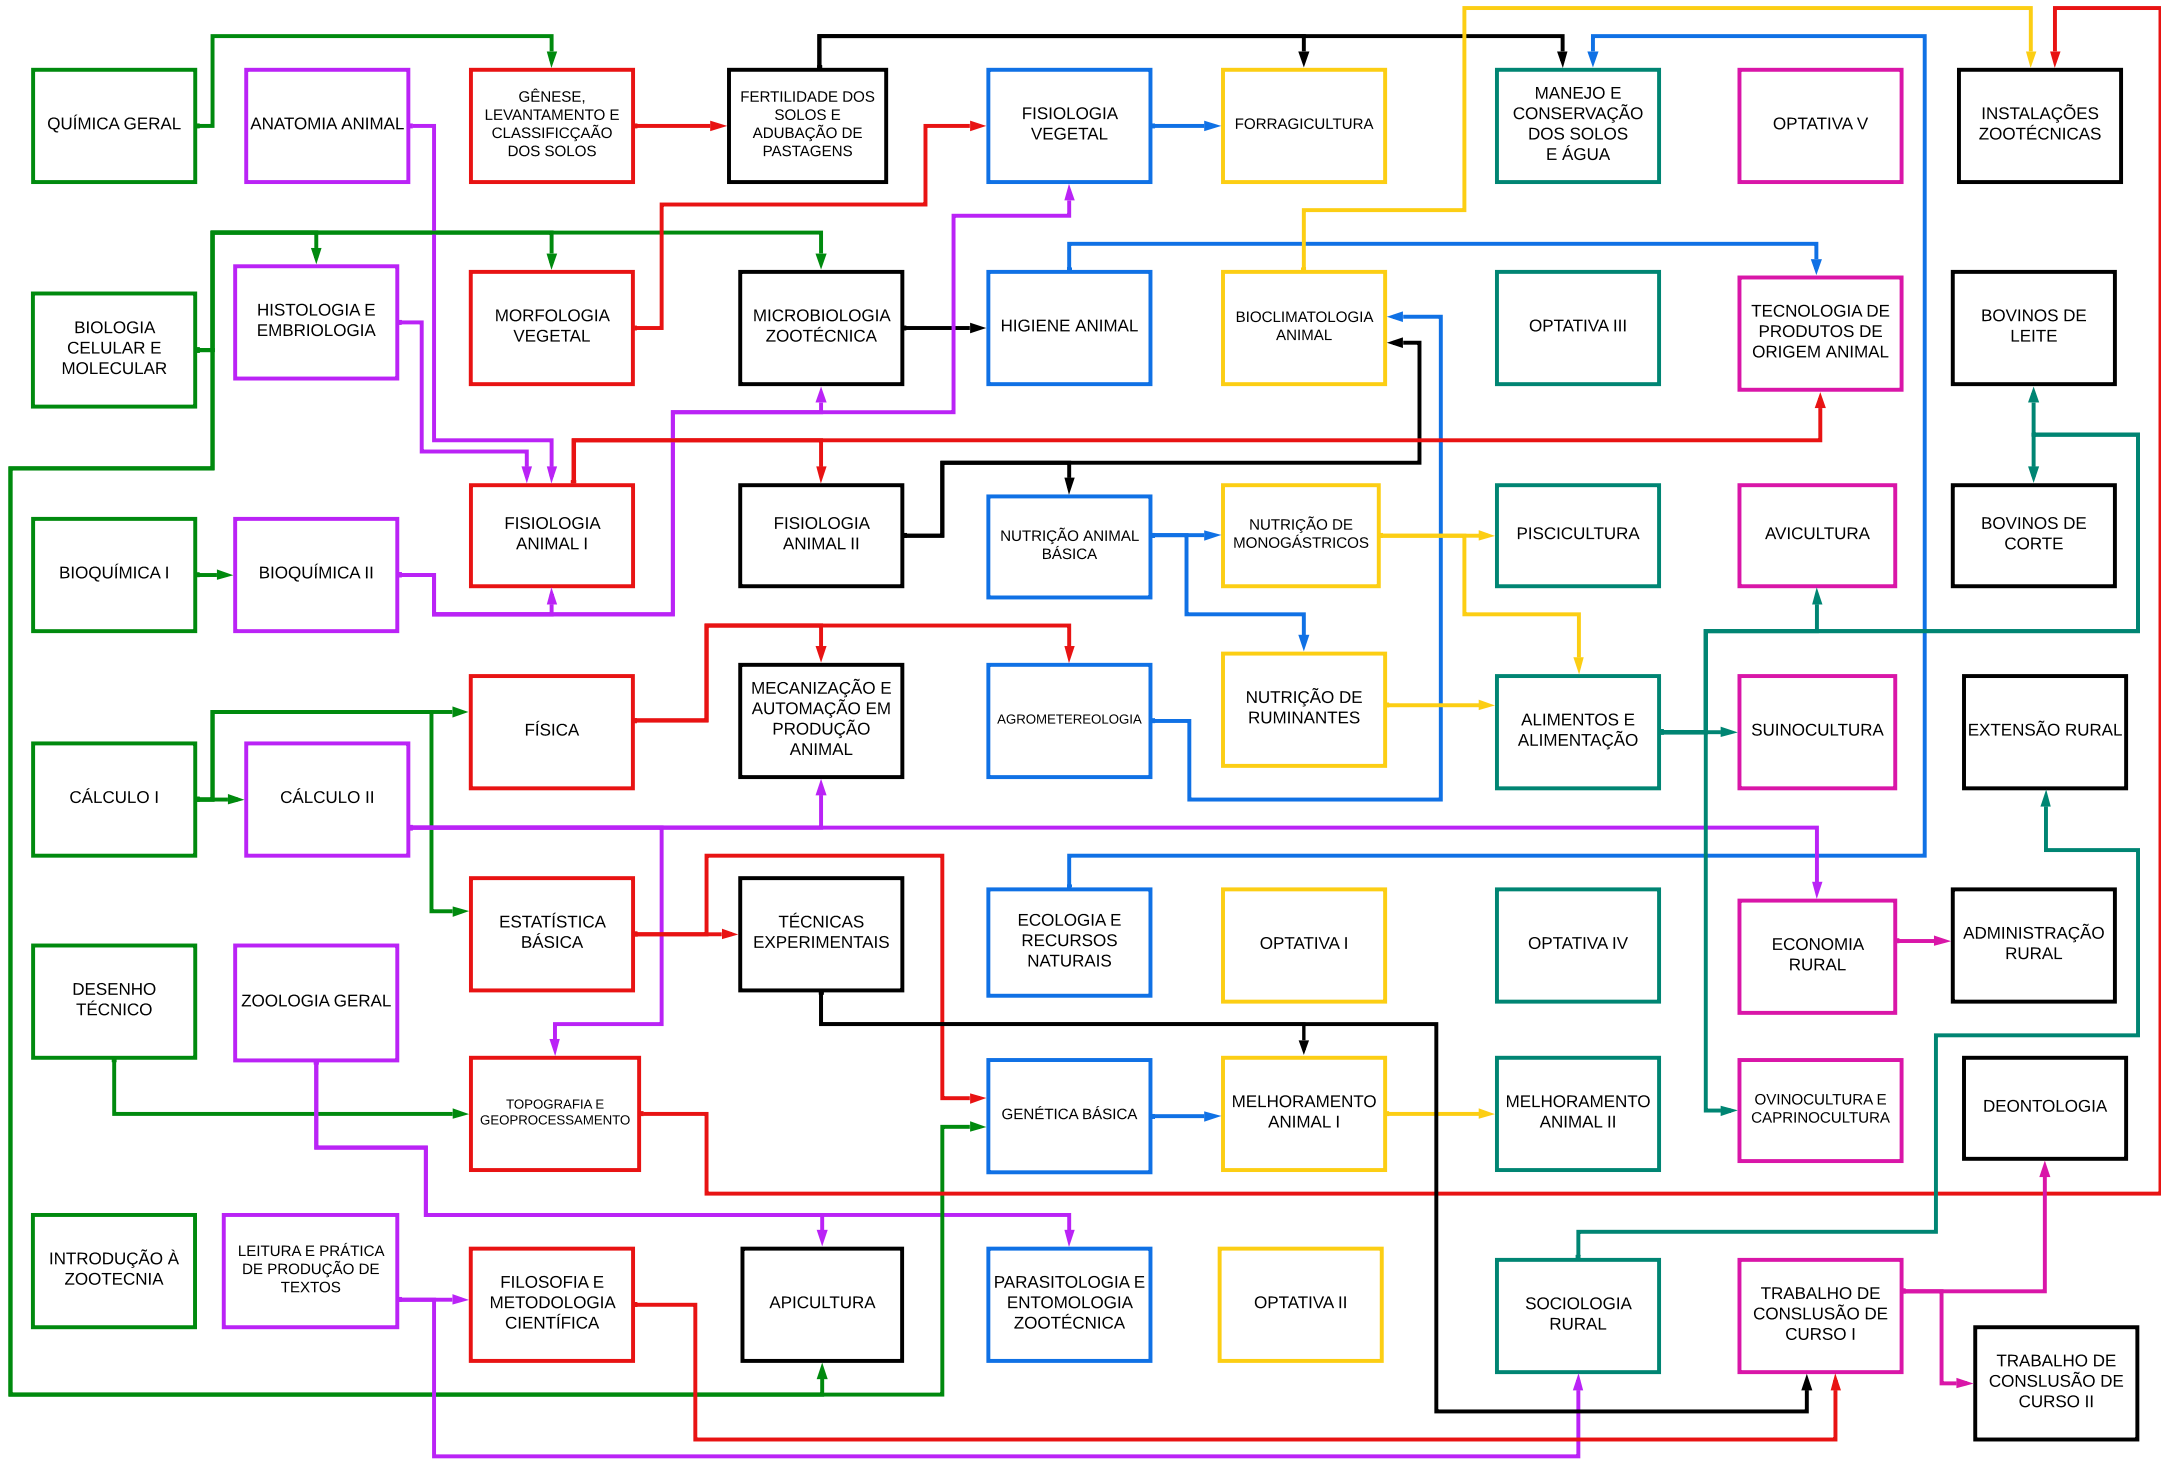 QUÍMICA GERAL
ANATOMIA ANIMAL
GÊNESE,
LEVANTAMENTO E
CLASSIFICÇAÃO
DOS SOLOS
FERTILIDADE DOS
SOLOS E
ADUBAÇÃO DE
PASTAGENS
FISIOLOGIA
VEGETAL
FORRAGICULTURA
MANEJO E
CONSERVAÇÃO
DOS SOLOS
E ÁGUA
OPTATIVA V
INSTALAÇÕES
ZOOTÉCNICAS
BIOLOGIA
CELULAR E
MOLECULAR
HISTOLOGIA E
EMBRIOLOGIA
MORFOLOGIA
VEGETAL
MICROBIOLOGIA
ZOOTÉCNICA
HIGIENE ANIMAL
BIOCLIMATOLOGIA
ANIMAL
OPTATIVA III
TECNOLOGIA DE
PRODUTOS DE
ORIGEM ANIMAL
BOVINOS DE
LEITE
BIOQUÍMICA I
BIOQUÍMICA II
FISIOLOGIA
ANIMAL I
FISIOLOGIA
ANIMAL II
NUTRIÇÃO ANIMAL
BÁSICA
NUTRIÇÃO DE
MONOGÁSTRICOS
PISCICULTURA
AVICULTURA
BOVINOS DE
CORTE
CÁLCULO I
CÁLCULO II
FÍSICA
MECANIZAÇÃO E
AUTOMAÇÃO EM
PRODUÇÃO
ANIMAL
AGROMETEREOLOGIA
NUTRIÇÃO DE
RUMINANTES
ALIMENTOS E
ALIMENTAÇÃO
SUINOCULTURA
EXTENSÃO RURAL
DESENHO
TÉCNICO
ZOOLOGIA GERAL
ESTATÍSTICA
BÁSICA
TÉCNICAS
EXPERIMENTAIS
ECOLOGIA E
RECURSOS
NATURAIS
OPTATIVA I
OPTATIVA IV
ECONOMIA
RURAL
ADMINISTRAÇÃO
RURAL
TOPOGRAFIA E
GEOPROCESSAMENTO
GENÉTICA BÁSICA
MELHORAMENTO
ANIMAL I
MELHORAMENTO
ANIMAL II
OVINOCULTURA E
CAPRINOCULTURA
DEONTOLOGIA
INTRODUÇÃO À
ZOOTECNIA
LEITURA E PRÁTICA
DE PRODUÇÃO DE
TEXTOS
FILOSOFIA E
METODOLOGIA
CIENTÍFICA
APICULTURA
PARASITOLOGIA E
ENTOMOLOGIA
ZOOTÉCNICA
OPTATIVA II
SOCIOLOGIA
RURAL
TRABALHO DE
CONSLUSÃO DE
CURSO I
TRABALHO DE
CONSLUSÃO DE
CURSO II